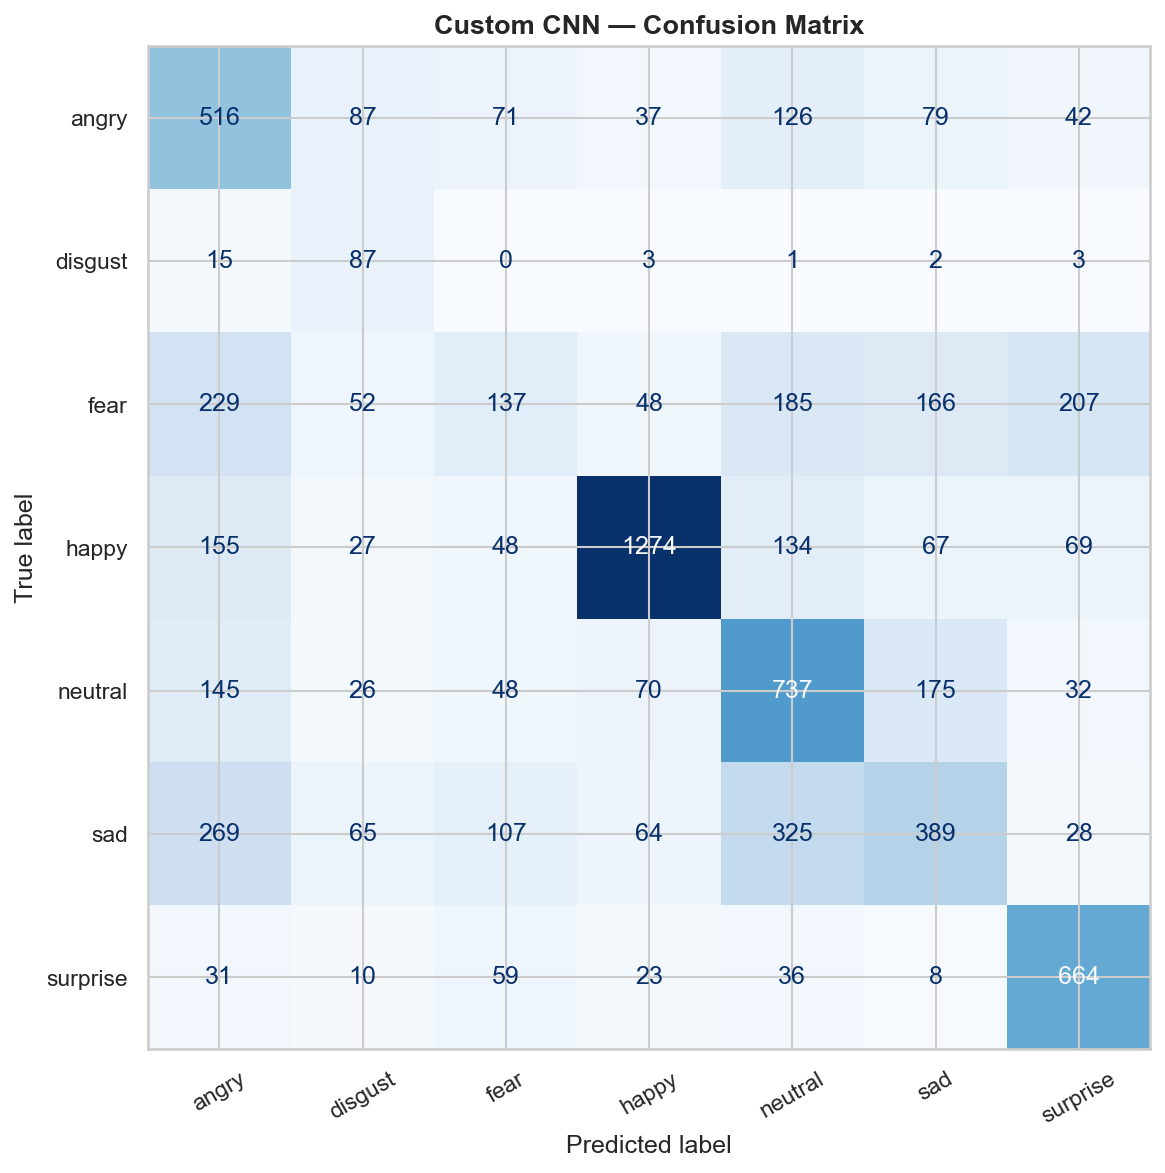 Custom CNN — Confusion Matrix
angry 516 87 71 37 126 79 42
disgust 15 87 0 3 1 2 3
fear 229 52 137 48 185 166 207
happy 155 27 48 1274 134 67 69
neutral 145 26 48 70 737 175 32
sad 269 65 107 64 325 389 28
surprise 31 10 59 23 36 8 664
angry disgust fear happy neutral sad surprise
Predicted label
True label